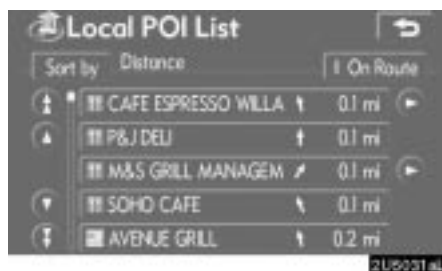 Local POI List
Sort by Distance On Route
CAFE ESPRESSO WILLA 0.1 mi
P&J DELI 0.1 mi
M&S GRILL MANAGEM 0.1 mi
SOHO CAFE 0.1 mi
AVENUE GRILL 0.2 mi
2U5031aI